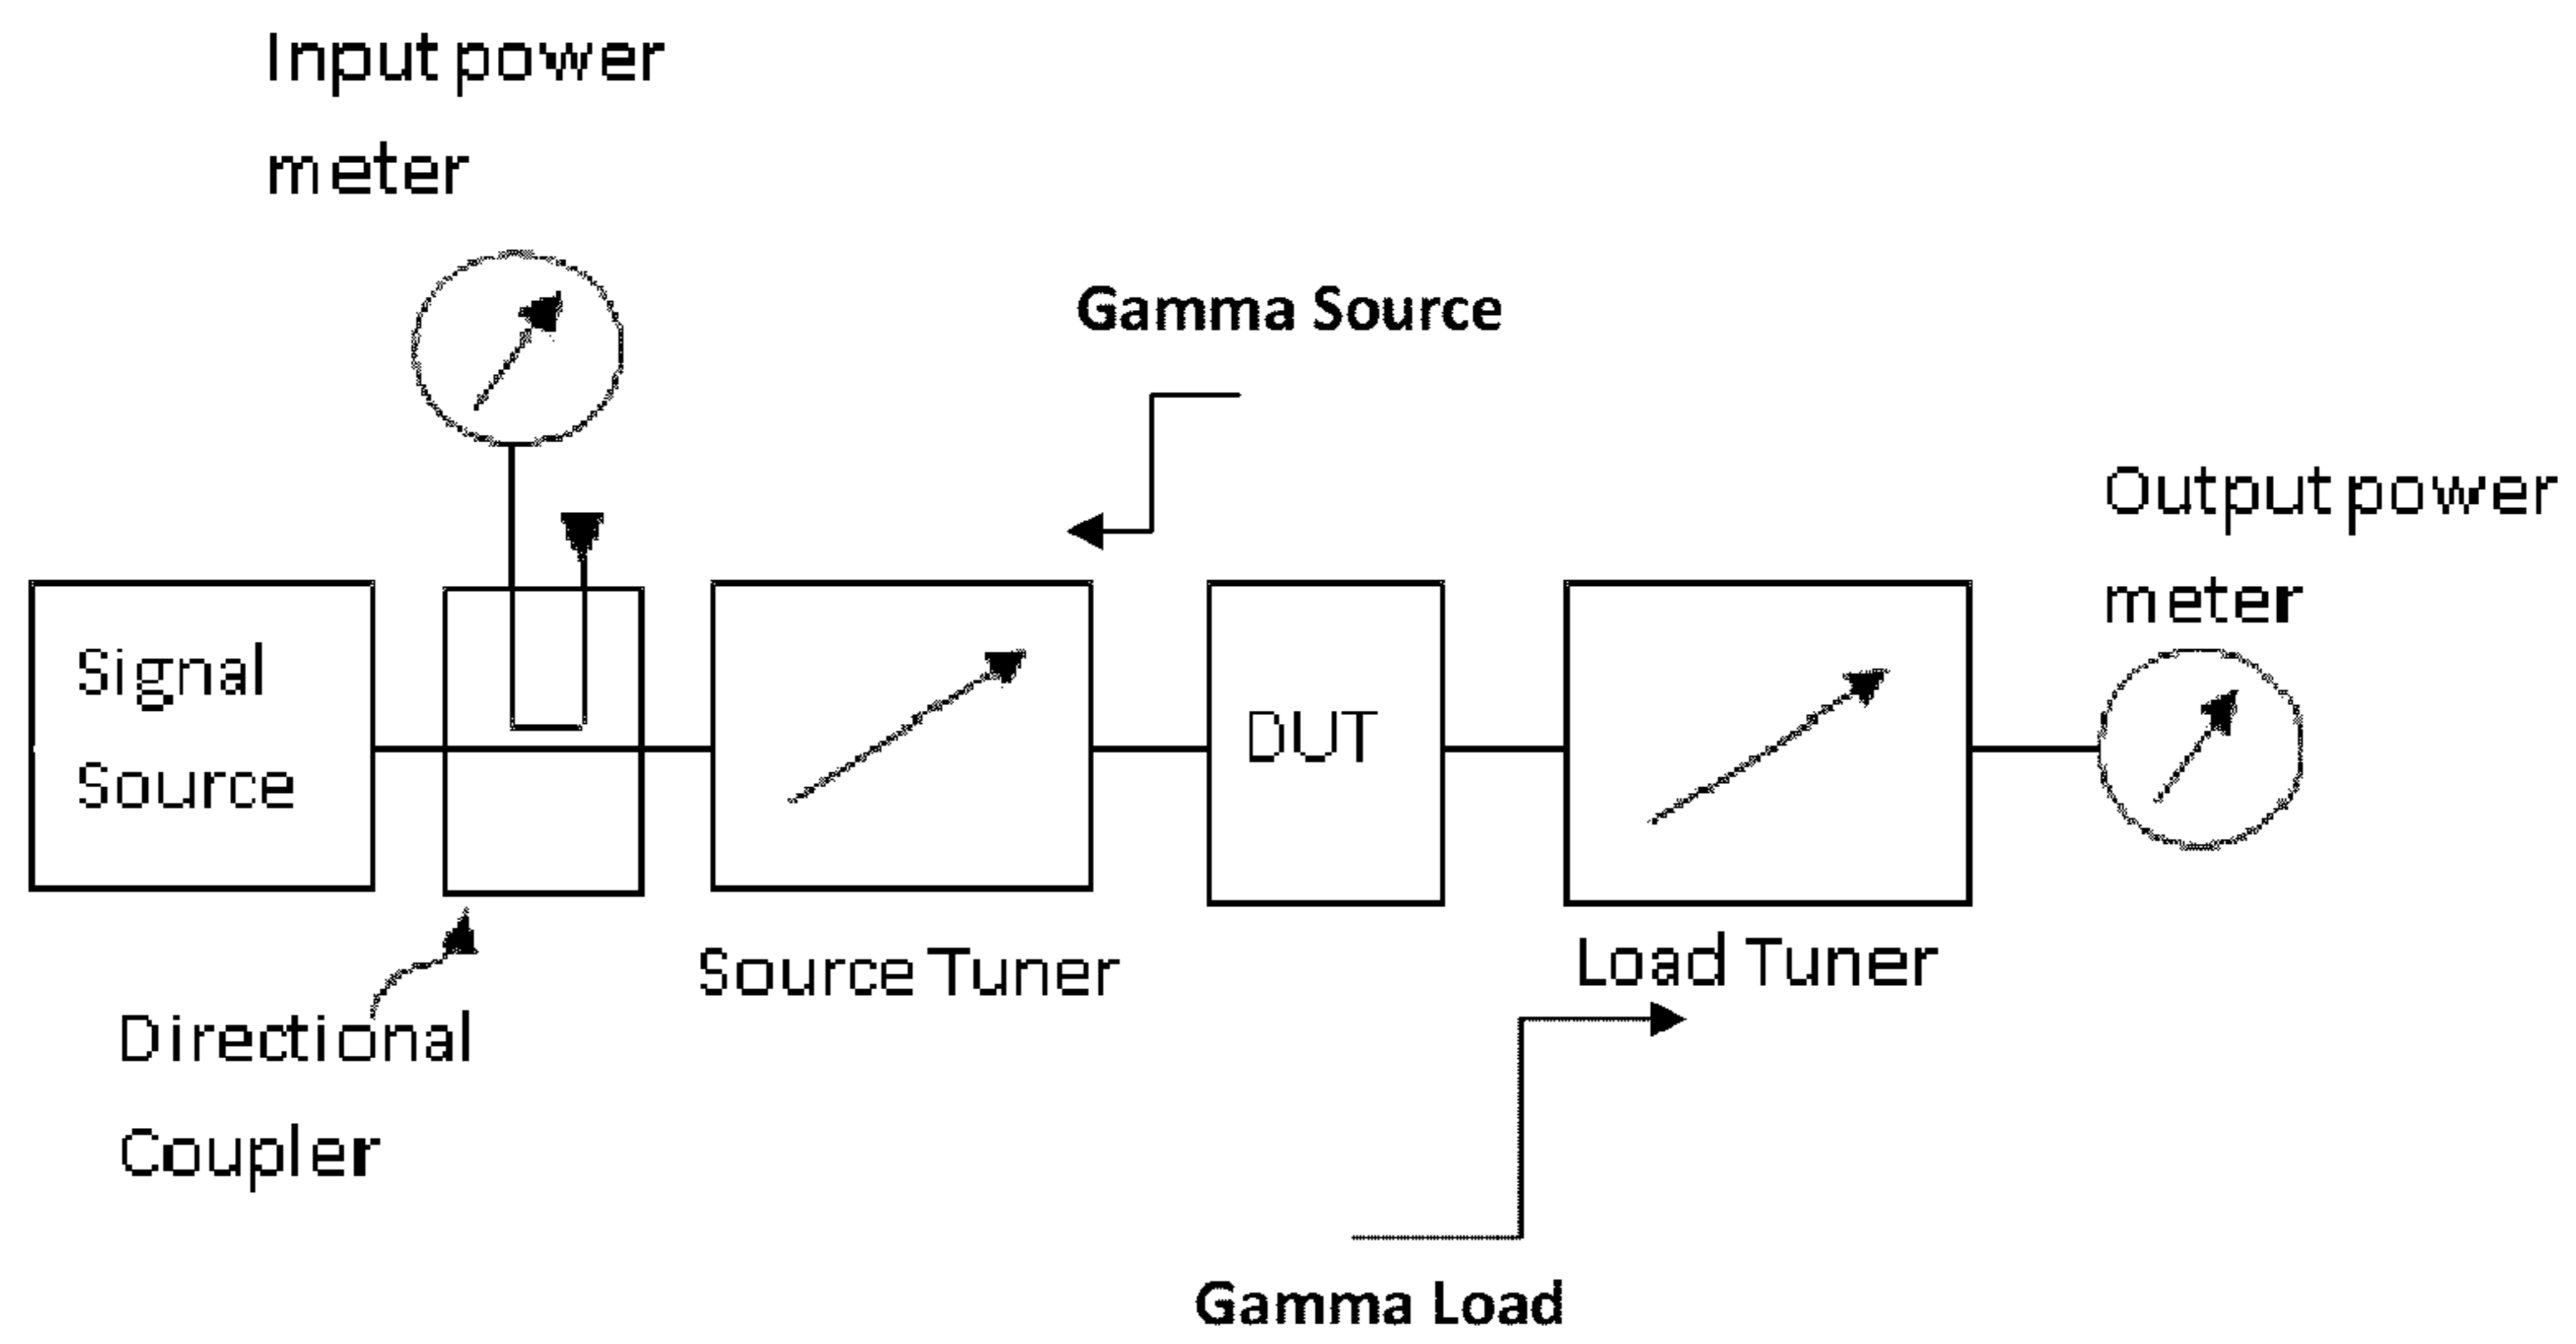 Input power
meter
Gamma Source
Output power
meter
Signal
Source
DUT
Source Tuner
Load Tuner
Directional
Coupler
Gamma Load